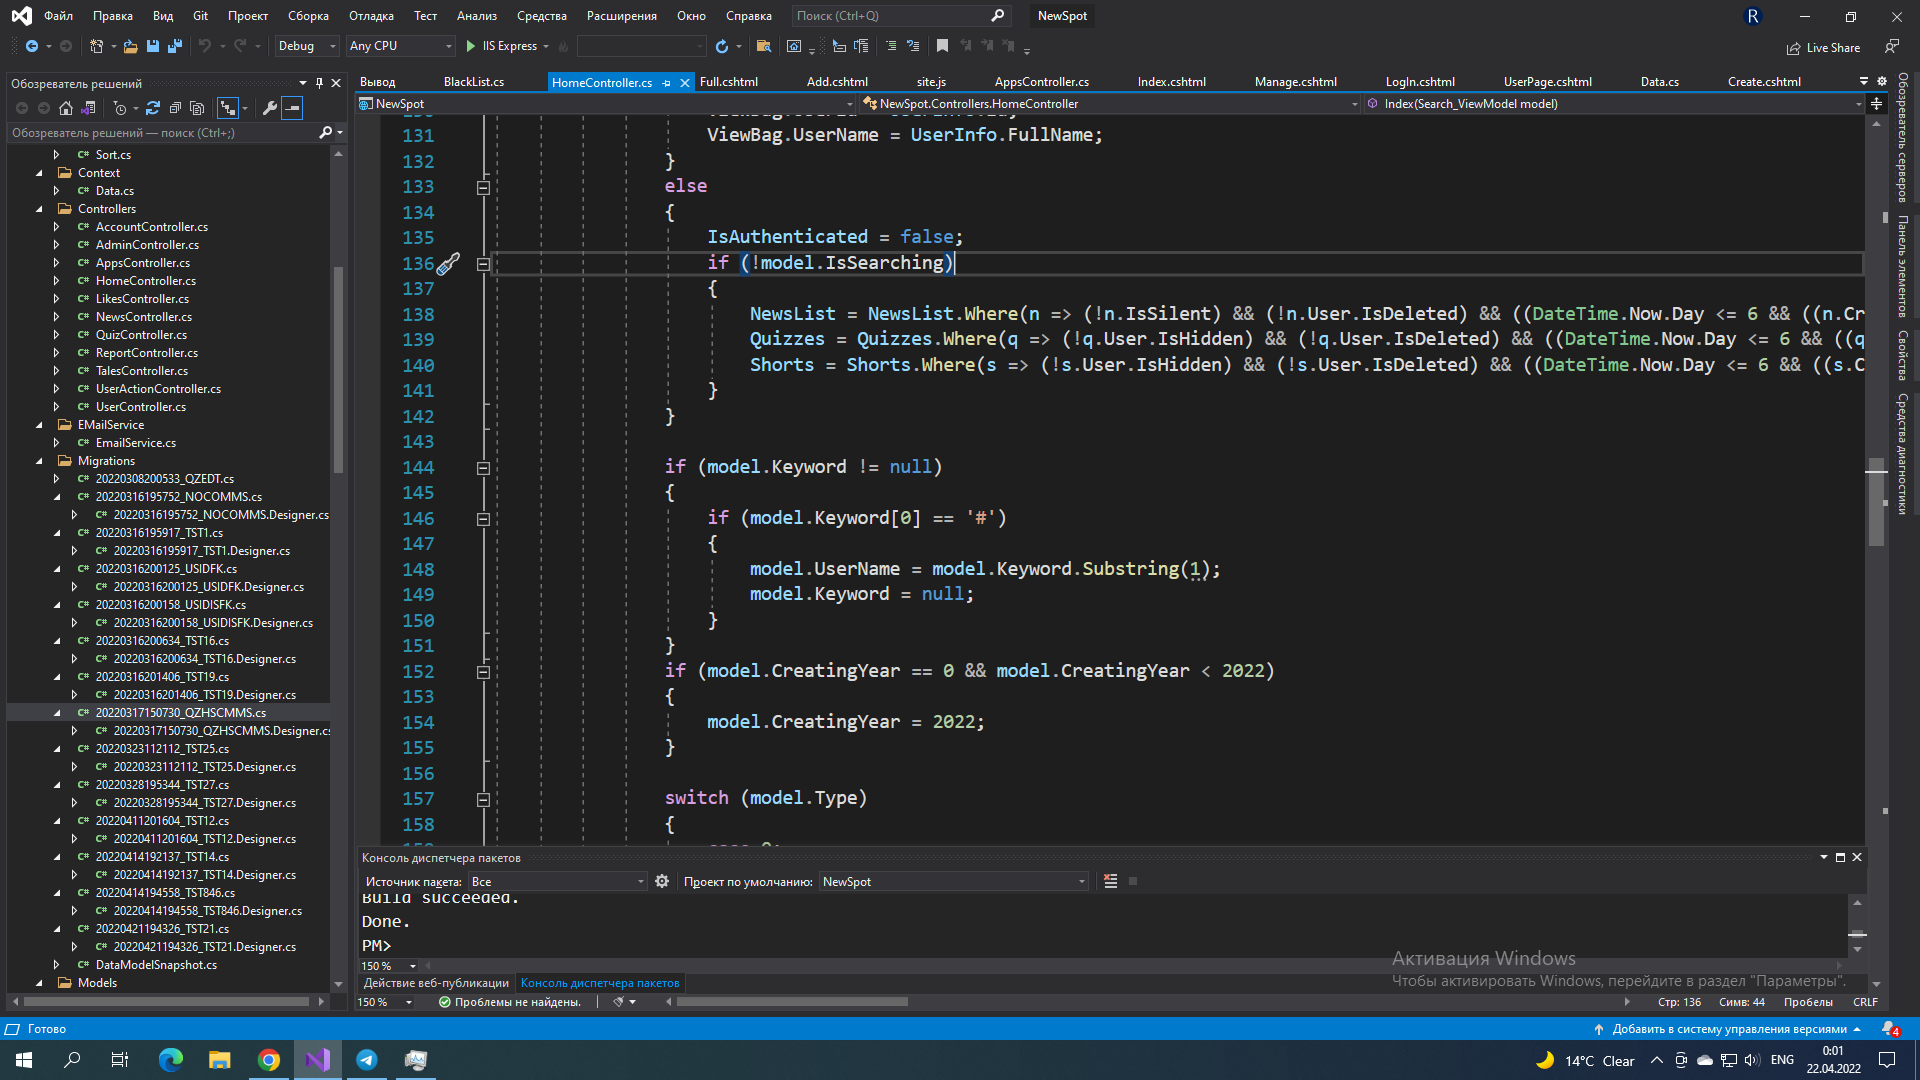 Файл Правка Вид Git Проект Сборка Отладка Тест Анализ Средства Расширения Окно Справка Поиск (Ctrl+Q) NewSpot R
Debug Any CPU IIS Express Live Share
Обозреватель решений
Обозреватель решений — поиск (Ctrl+;)
C# Sort.cs
Context
C# Data.cs
Controllers
C# AccountController.cs
C# AdminController.cs
C# AppsController.cs
C# HomeController.cs
C# LikesController.cs
C# NewsController.cs
C# QuizController.cs
C# ReportController.cs
C# TalesController.cs
C# UserActionController.cs
C# UserController.cs
EMailService
C# EmailService.cs
Migrations
C# 20220308200533_QZEDT.cs
C# 20220316195752_NOCOMMS.cs
C# 20220316195752_NOCOMMS.Designer.cs
C# 20220316195917_TST1.cs
C# 20220316195917_TST1.Designer.cs
C# 20220316200125_USIDFK.cs
C# 20220316200125_USIDFK.Designer.cs
C# 20220316200158_USIDISFK.cs
C# 20220316200158_USIDISFK.Designer.cs
C# 20220316200634_TST16.cs
C# 20220316200634_TST16.Designer.cs
C# 20220316201406_TST19.cs
C# 20220316201406_TST19.Designer.cs
C# 20220317150730_QZHSCMMS.cs
C# 20220317150730_QZHSCMMS.Designer.cs
C# 20220323112112_TST25.cs
C# 20220323112112_TST25.Designer.cs
C# 20220328195344_TST27.cs
C# 20220328195344_TST27.Designer.cs
C# 20220411201604_TST12.cs
C# 20220411201604_TST12.Designer.cs
C# 20220414192137_TST14.cs
C# 20220414192137_TST14.Designer.cs
C# 20220414194558_TST846.cs
C# 20220414194558_TST846.Designer.cs
C# 20220421194326_TST21.cs
C# 20220421194326_TST21.Designer.cs
C# DataModelSnapshot.cs
Models
Вывод BlackList.cs HomeController.cs Full.cshtml Add.cshtml site.js AppsController.cs Index.cshtml Manage.cshtml LogIn.cshtml UserPage.cshtml Data.cs Create.cshtml
NewSpot NewSpot.Controllers.HomeController Index(Search_ViewModel model)
131 ViewBag.UserName = UserInfo.FullName;
132 }
133 else
134 {
135 IsAuthenticated = false;
136 if (!model.IsSearching)
137 {
138 NewsList = NewsList.Where(n => (!n.IsSilent) && (!n.User.IsDeleted) && ((DateTime.Now.Day <= 6 && ((n.Cr
139 Quizzes = Quizzes.Where(q => (!q.User.IsHidden) && (!q.User.IsDeleted) && ((DateTime.Now.Day <= 6 && ((q
140 Shorts = Shorts.Where(s => (!s.User.IsHidden) && (!s.User.IsDeleted) && ((DateTime.Now.Day <= 6 && ((s.C
141 }
142 }
143
144 if (model.Keyword != null)
145 {
146 if (model.Keyword[0] == '#')
147 {
148 model.UserName = model.Keyword.Substring(1);
149 model.Keyword = null;
150 }
151 }
152 if (model.CreatingYear == 0 && model.CreatingYear < 2022)
153 {
154 model.CreatingYear = 2022;
155 }
156
157 switch (model.Type)
158 {
Консоль диспетчера пакетов
Источник пакета: Все Проект по умолчанию: NewSpot
Build succeeded.
Done.
PM>
150 %
Действие веб-публикации Консоль диспетчера пакетов
150 % Проблемы не найдены. Стр: 136 Симв: 44 Пробелы CRLF
Активация Windows
Чтобы активировать Windows, перейдите в раздел "Параметры".
Обозреватель серверов
Панель элементов
Свойства
Средства диагностики
Готово Добавить в систему управления версиями 4
14°C Clear ENG 0:01
22.04.2022